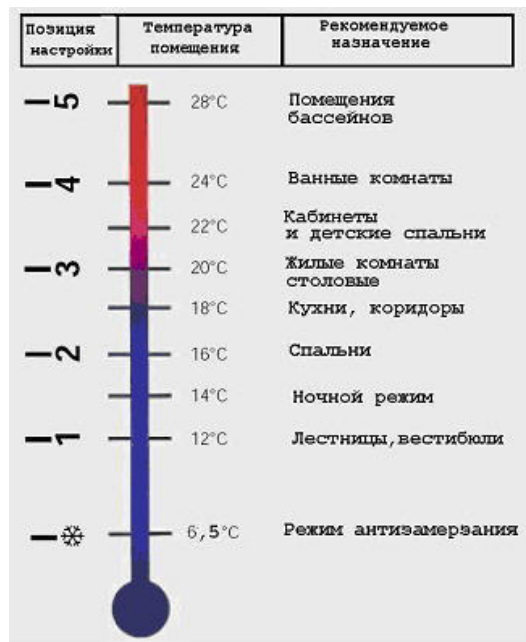 Позиция настройки Температура помещения Рекомендуемое назначение
5 28°C Помещения бассейнов
4 24°C Ванные комнаты
22°C Кабинеты и детские спальни
3 20°C Жилые комнаты столовые
18°C Кухни, коридоры
2 16°C Спальни
14°C Ночной режим
1 12°C Лестницы,вестибюли
6,5°C Режим антизамерзания